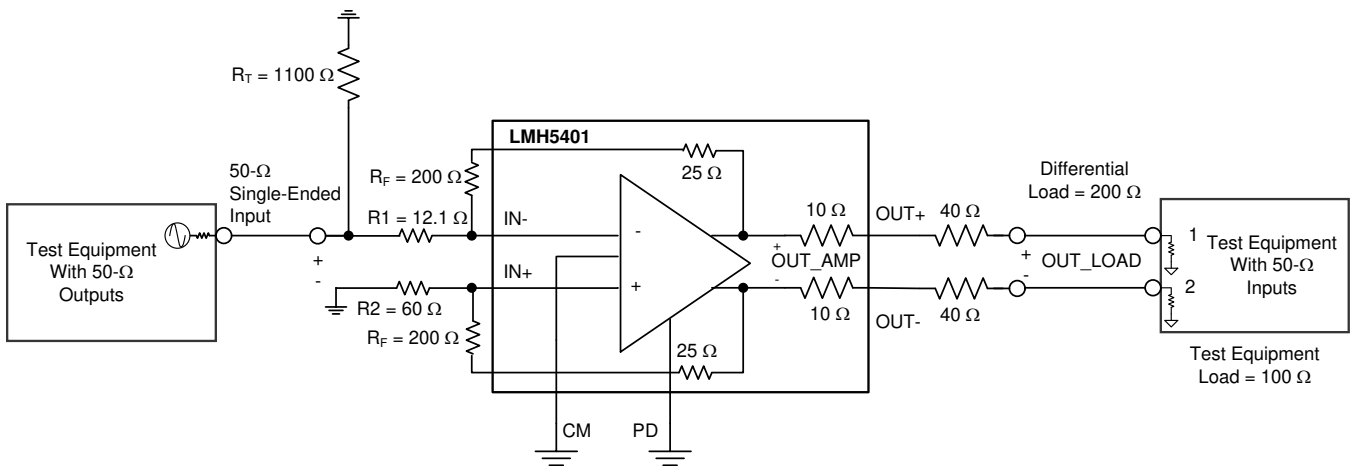 R_T = 1100 Ω
LMH5401
50-Ω
Single-Ended
Input
R_F = 200 Ω
25 Ω
R1 = 12.1 Ω
IN-
-
10 Ω
OUT+
40 Ω
Differential
Load = 200 Ω
Test Equipment
With 50-Ω
Outputs
+
-
IN+
+
R2 = 60 Ω
R_F = 200 Ω
25 Ω
+
OUT_AMP
-
10 Ω
OUT-
40 Ω
+
OUT_LOAD
-
1
2
Test Equipment
With 50-Ω
Inputs
Test Equipment
Load = 100 Ω
CM
PD